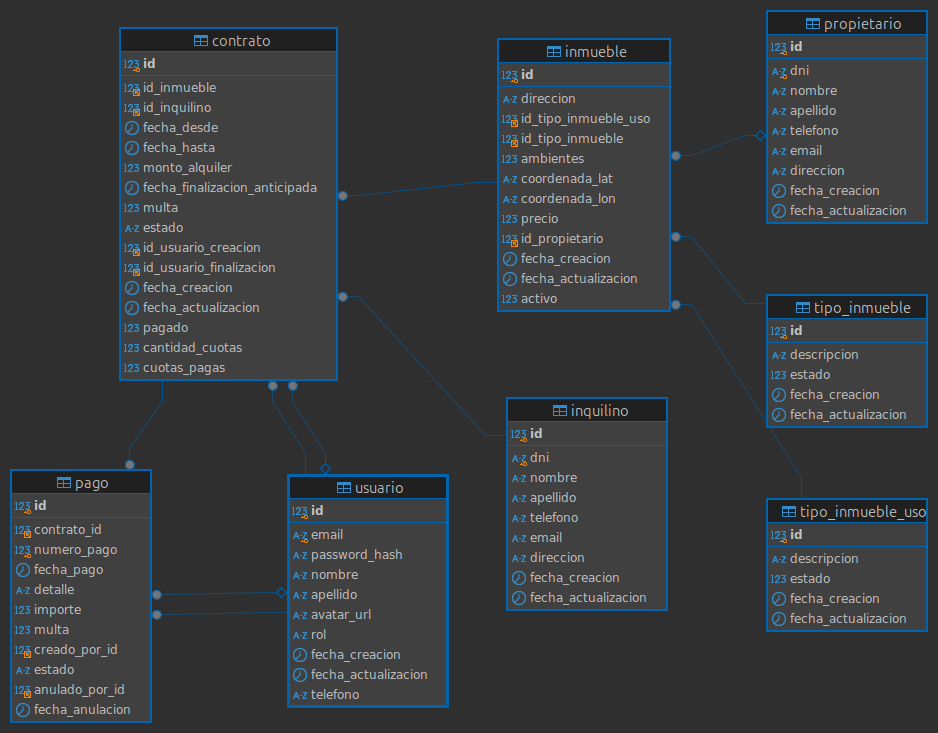 contrato
123 id
123 id_inmueble
123 id_inquilino
fecha_desde
fecha_hasta
123 monto_alquiler
fecha_finalizacion_anticipada
123 multa
A-Z estado
123 id_usuario_creacion
123 id_usuario_finalizacion
fecha_creacion
fecha_actualizacion
123 pagado
123 cantidad_cuotas
123 cuotas_pagas
inmueble
123 id
A-Z direccion
123 id_tipo_inmueble_uso
123 id_tipo_inmueble
123 ambientes
A-Z coordenada_lat
A-Z coordenada_lon
123 precio
123 id_propietario
fecha_creacion
fecha_actualizacion
123 activo
propietario
123 id
A-Z dni
A-Z nombre
A-Z apellido
A-Z telefono
A-Z email
A-Z direccion
fecha_creacion
fecha_actualizacion
tipo_inmueble
123 id
A-Z descripcion
123 estado
fecha_creacion
fecha_actualizacion
inquilino
123 id
A-Z dni
A-Z nombre
A-Z apellido
A-Z telefono
A-Z email
A-Z direccion
fecha_creacion
fecha_actualizacion
tipo_inmueble_uso
123 id
A-Z descripcion
123 estado
fecha_creacion
fecha_actualizacion
pago
123 id
123 contrato_id
123 numero_pago
fecha_pago
A-Z detalle
123 importe
123 multa
123 creado_por_id
A-Z estado
123 anulado_por_id
fecha_anulacion
usuario
123 id
A-Z email
A-Z password_hash
A-Z nombre
A-Z apellido
A-Z avatar_url
A-Z rol
fecha_creacion
fecha_actualizacion
A-Z telefono